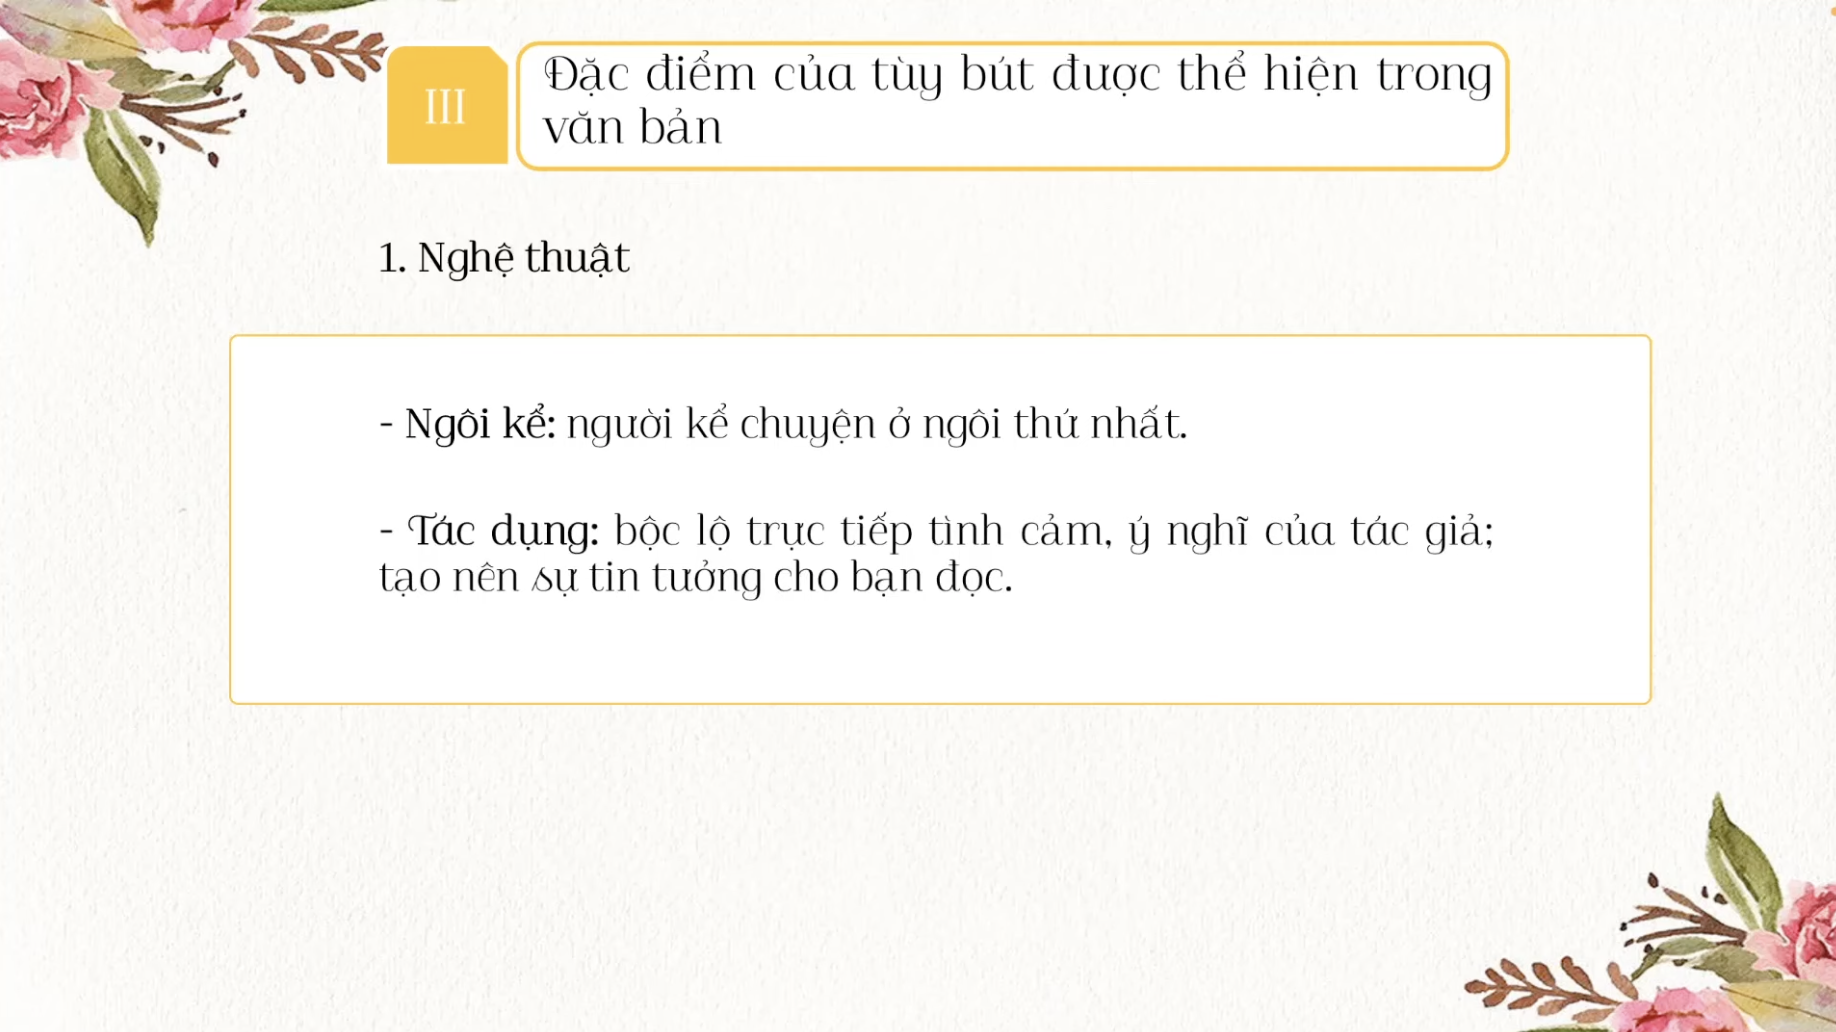 III
Đặc điểm của tùy bút được thể hiện trong
văn bản
1. Nghệ thuật
- Ngôi kể: người kể chuyện ở ngôi thứ nhất.
- Tác dụng: bộc lộ trực tiếp tình cảm, ý nghĩ của tác giả;
tạo nên sự tin tưởng cho bạn đọc.